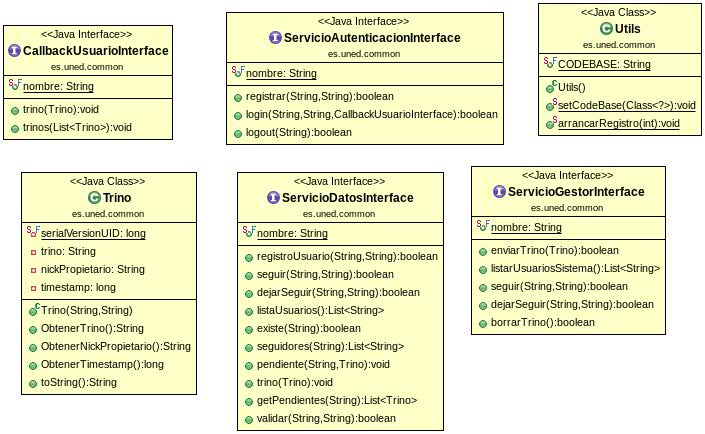 <<Java Interface>>
CallbackUsuarioInterface
es.uned.common
nombre: String
trino(Trino):void
trinos(List<Trino>):void
<<Java Interface>>
ServicioAutenticacionInterface
es.uned.common
nombre: String
registrar(String,String):boolean
login(String,String,CallbackUsuarioInterface):boolean
logout(String):boolean
<<Java Class>>
Utils
es.uned.common
CODEBASE: String
Utils()
setCodeBase(Class<?>):void
arrancarRegistro(int):void
<<Java Class>>
Trino
es.uned.common
serialVersionUID: long
trino: String
nickPropietario: String
timestamp: long
Trino(String,String)
ObtenerTrino():String
ObtenerNickPropietario():String
ObtenerTimestamp():long
toString():String
<<Java Interface>>
ServicioDatosInterface
es.uned.common
nombre: String
registroUsuario(String,String):boolean
seguir(String,String):boolean
dejarSeguir(String,String):boolean
listaUsuarios():List<String>
existe(String):boolean
seguidores(String):List<String>
pendiente(String,Trino):void
trino(Trino):void
getPendientes(String):List<Trino>
validar(String,String):boolean
<<Java Interface>>
ServicioGestorInterface
es.uned.common
nombre: String
enviarTrino(Trino):boolean
listarUsuariosSistema():List<String>
seguir(String,String):boolean
dejarSeguir(String,String):boolean
borrarTrino():boolean